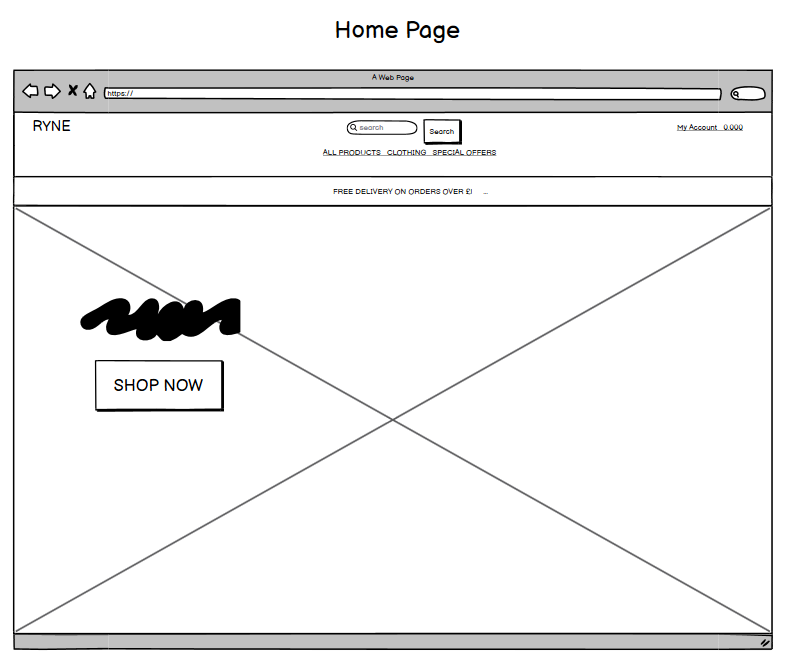 Home Page
A Web Page
https://
RYNE
search
Search
My Account 0.000
ALL PRODUCTS CLOTHING SPECIAL OFFERS
FREE DELIVERY ON ORDERS OVER
SHOP NOW